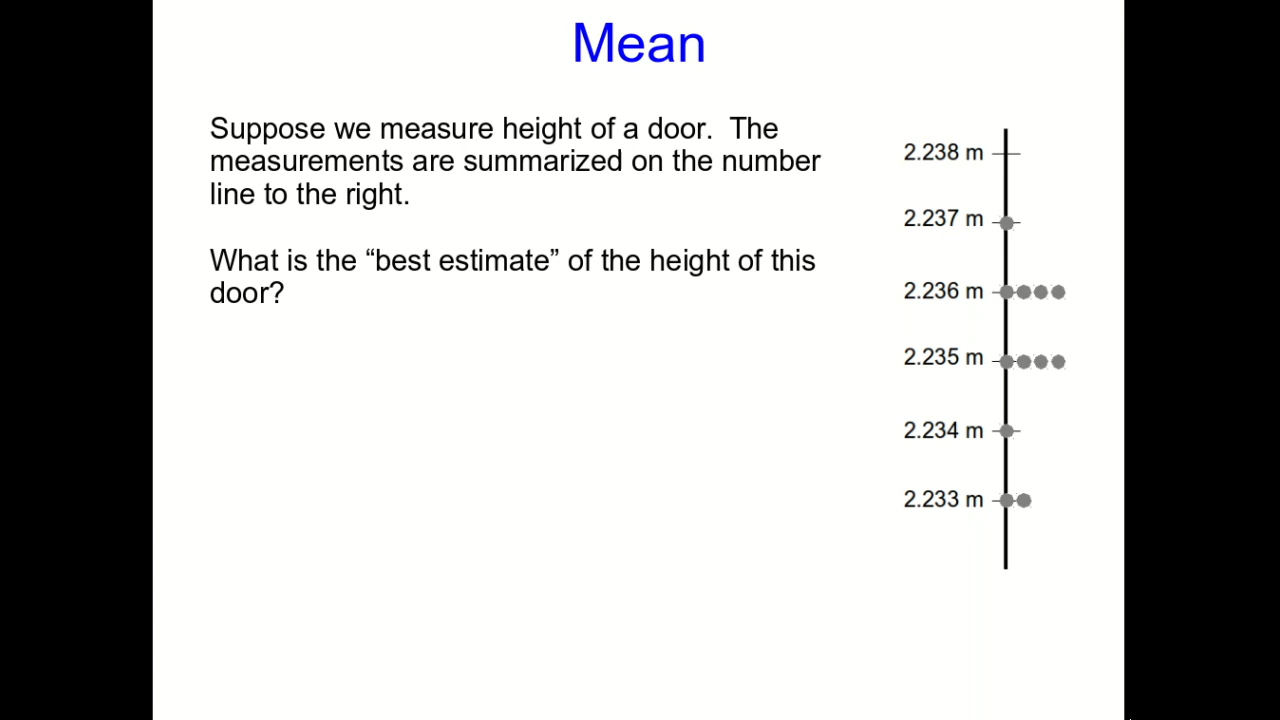 Mean
Suppose we measure height of a door.  The
measurements are summarized on the number
line to the right.
What is the “best estimate” of the height of this
door?
2.238 m
2.237 m
2.236 m
2.235 m
2.234 m
2.233 m